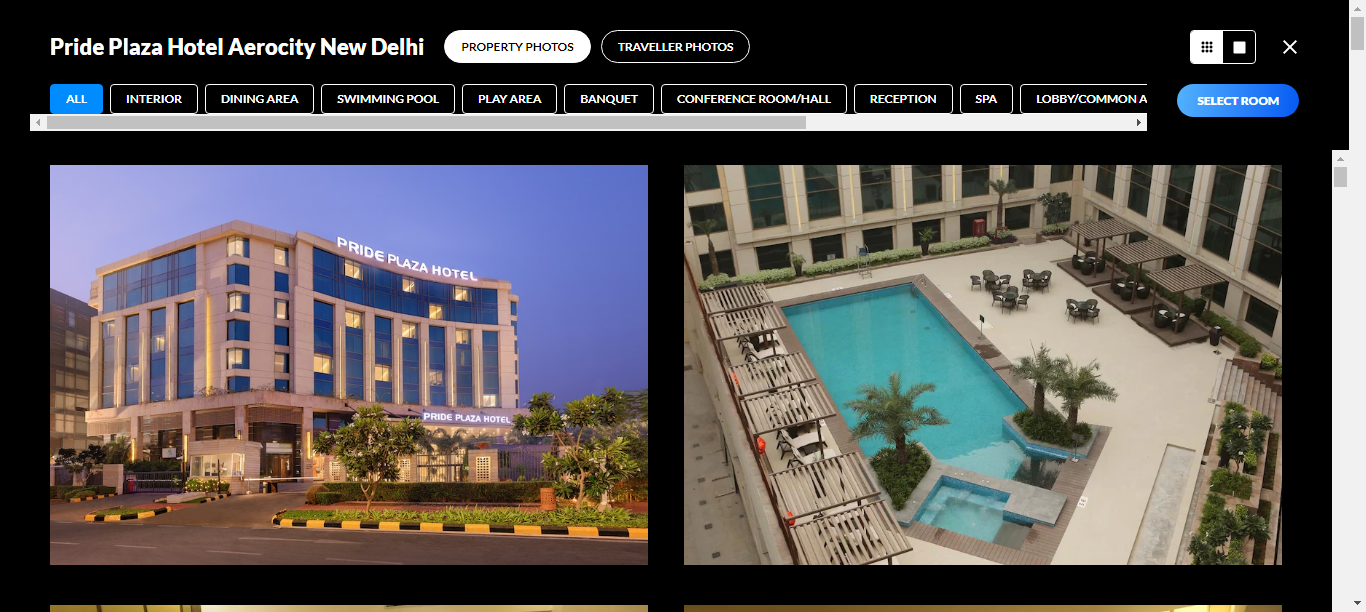 Pride Plaza Hotel Aerocity New Delhi
PROPERTY PHOTOS
TRAVELLER PHOTOS
ALL
INTERIOR
DINING AREA
SWIMMING POOL
PLAY AREA
BANQUET
CONFERENCE ROOM/HALL
RECEPTION
SPA
LOBBY/COMMON A
SELECT ROOM
PRIDE PLAZA HOTEL
PRIDE PLAZA HOTEL